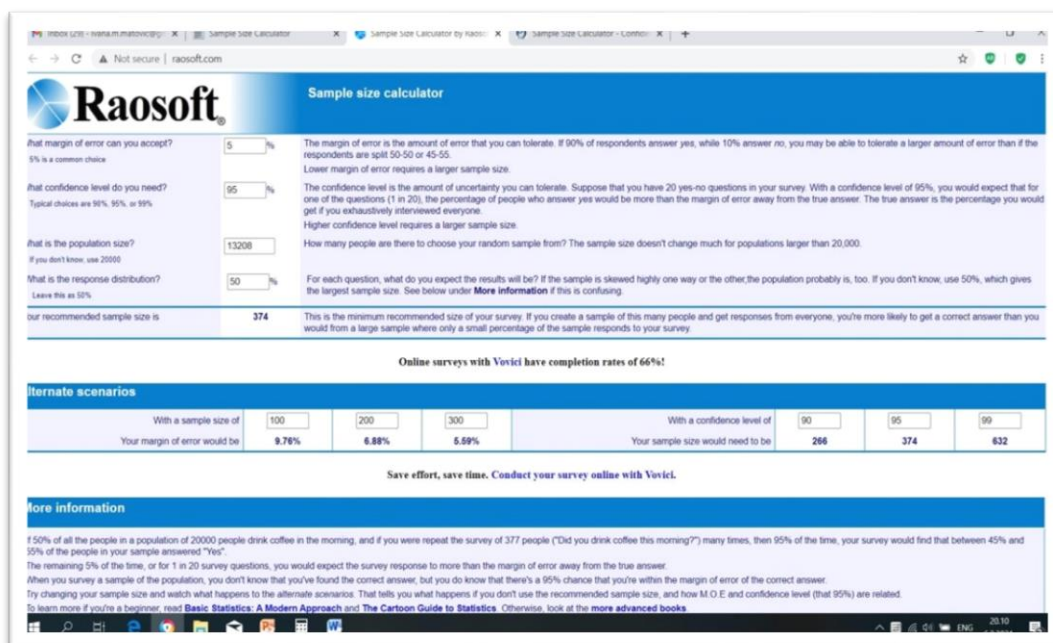 Sample Size Calculator
Sample Size Calculator by Raoso
Sample Size Calculator - Confide
Not secure | raosoft.com
Raosoft®
Sample size calculator
hat margin of error can you accept?
5% is a common choice
5 %
The margin of error is the amount of error that you can tolerate. If 90% of respondents answer yes, while 10% answer no, you may be able to tolerate a larger amount of error than if the
respondents are split 50-50 or 45-55.
Lower margin of error requires a larger sample size.
hat confidence level do you need?
Typical choices are 90%, 95%, or 99%
95 %
The confidence level is the amount of uncertainty you can tolerate. Suppose that you have 20 yes-no questions in your survey. With a confidence level of 95%, you would expect that for
one of the questions (1 in 20), the percentage of people who answer yes would be more than the margin of error away from the true answer. The true answer is the percentage you would
get if you exhaustively interviewed everyone.
Higher confidence level requires a larger sample size.
hat is the population size?
If you don't know, use 20000
13208
How many people are there to choose your random sample from? The sample size doesn't change much for populations larger than 20,000.
What is the response distribution?
Leave this as 50%
50 %
For each question, what do you expect the results will be? If the sample is skewed highly one way or the other,the population probably is, too. If you don't know, use 50%, which gives
the largest sample size. See below under More information if this is confusing.
our recommended sample size is
374
This is the minimum recommended size of your survey. If you create a sample of this many people and get responses from everyone, you're more likely to get a correct answer than you
would from a large sample where only a small percentage of the sample responds to your survey.
Online surveys with Vovici have completion rates of 66%!
lternate scenarios
With a sample size of 100 200 300 With a confidence level of 90 95 99
Your margin of error would be 9.76% 6.88% 5.59% Your sample size would need to be 266 374 632
Save effort, save time. Conduct your survey online with Vovici.
More information
f 50% of all the people in a population of 20000 people drink coffee in the morning, and if you were repeat the survey of 377 people ("Did you drink coffee this morning?") many times, then 95% of the time, your survey would find that between 45% and
55% of the people in your sample answered "Yes".
The remaining 5% of the time, or for 1 in 20 survey questions, you would expect the survey response to more than the margin of error away from the true answer.
When you survey a sample of the population, you don't know that you've found the correct answer, but you do know that there's a 95% chance that you're within the margin of error of the correct answer.
Try changing your sample size and watch what happens to the alternate scenarios. That tells you what happens if you don't use the recommended sample size, and how M.O.E and confidence level (that 95%) are related.
To learn more if you're a beginner, read Basic Statistics: A Modern Approach and The Cartoon Guide to Statistics. Otherwise, look at the more advanced books.
ENG
20.10